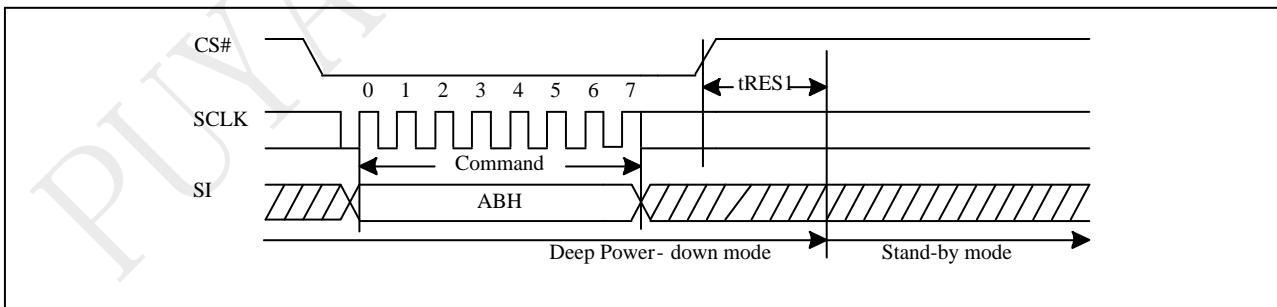 PUYA
CS#
0 1 2 3 4 5 6 7
tRES1
SCLK
Command
SI
ABH
Deep Power- down mode
Stand-by mode